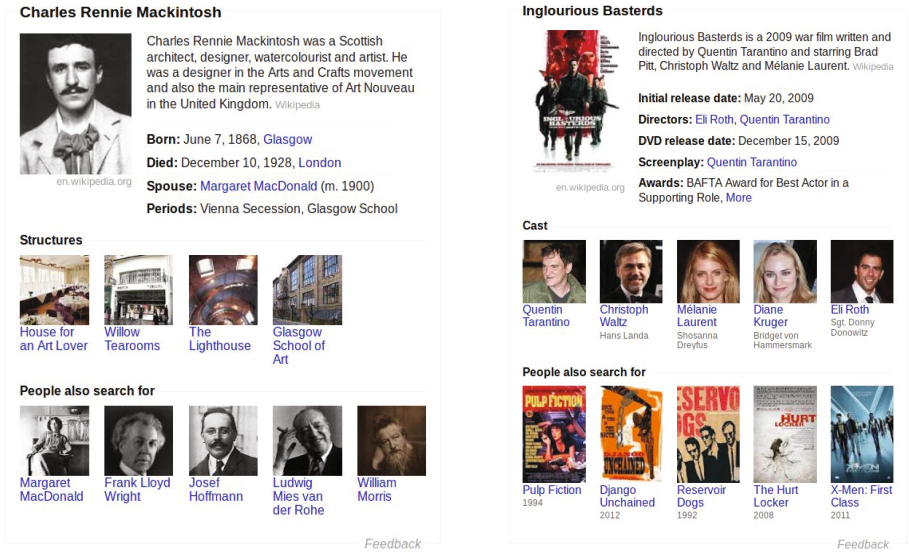 Charles Rennie Mackintosh
Charles Rennie Mackintosh was a Scottish
architect, designer, watercolourist and artist. He
was a designer in the Arts and Crafts movement
and also the main representative of Art Nouveau
in the United Kingdom. Wikipedia
en.wikipedia.org
Born: June 7, 1868, Glasgow
Died: December 10, 1928, London
Spouse: Margaret MacDonald (m. 1900)
Periods: Vienna Secession, Glasgow School
Structures
House for
an Art Lover
Willow
Tearooms
The
Lighthouse
Glasgow
School of
Art
People also search for
Margaret
MacDonald
Frank Lloyd
Wright
Josef
Hoffmann
Ludwig
Mies van
der Rohe
William
Morris
Feedback
Inglourious Basterds
INGLOURIOUS
BASTERDS
Inglourious Basterds is a 2009 war film written and
directed by Quentin Tarantino and starring Brad
Pitt, Christoph Waltz and Mélanie Laurent. Wikipedia
en.wikipedia.org
Initial release date: May 20, 2009
Directors: Eli Roth, Quentin Tarantino
DVD release date: December 15, 2009
Screenplay: Quentin Tarantino
Awards: BAFTA Award for Best Actor in a
Supporting Role, More
Cast
Quentin
Tarantino
Christoph
Waltz
Hans Landa
Mélanie
Laurent
Shosanna
Dreyfus
Diane
Kruger
Bridget von
Hammersmark
Eli Roth
Sgt. Donny
Donowitz
People also search for
PULP FICTION
DJANGO
UNCHAINED
HURT
LOCKER
Pulp Fiction
1994
Django
Unchained
2012
Reservoir
Dogs
1992
The Hurt
Locker
2008
X-Men: First
Class
2011
Feedback